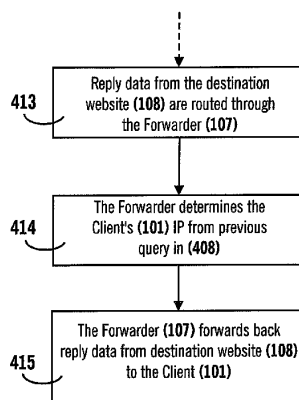 413
Reply data from the destination
website (108) are routed through
the Forwarder (107)
414
The Forwarder determines the
Client's (101) IP from previous
query in (408)
415
The Forwarder (107) forwards back
reply data from destination website (108)
to the Client (101)